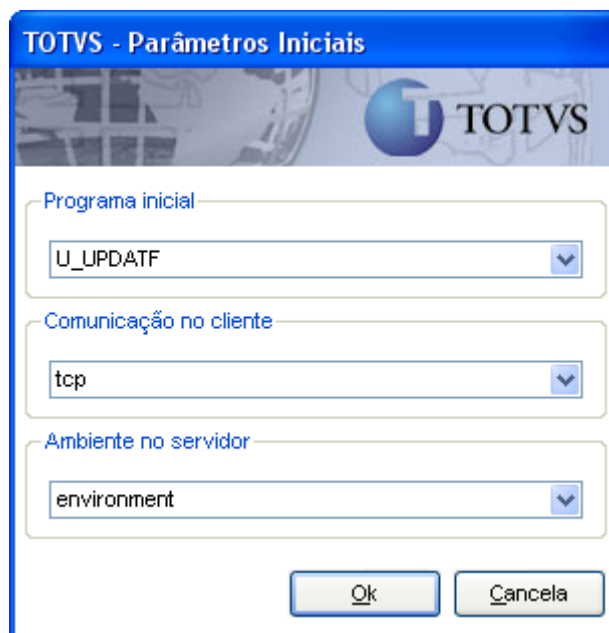 TOTVS - Parâmetros Iniciais
TOTVS
Programa inicial
U_UPDATF
Comunicação no cliente
tcp
Ambiente no servidor
environment
Ok
Cancela